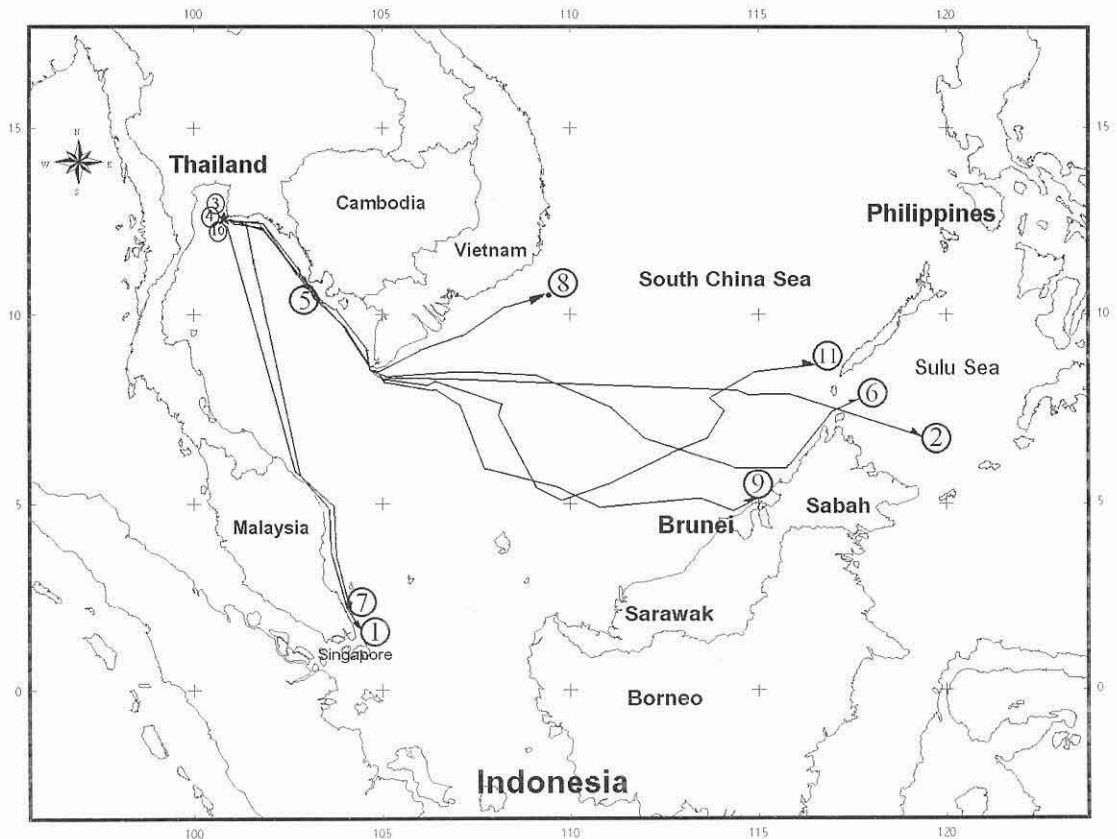 100 105 110 115 120
15 15
N
W E
S
Thailand
3
4
10
Cambodia
Philippines
Vietnam
8
South China Sea
5
10 10
11
Sulu Sea
6
2
9
5 5
Malaysia
Brunei
Sabah
7
Sarawak
1
Singapore
0 0
Borneo
Indonesia
100 105 110 115 120